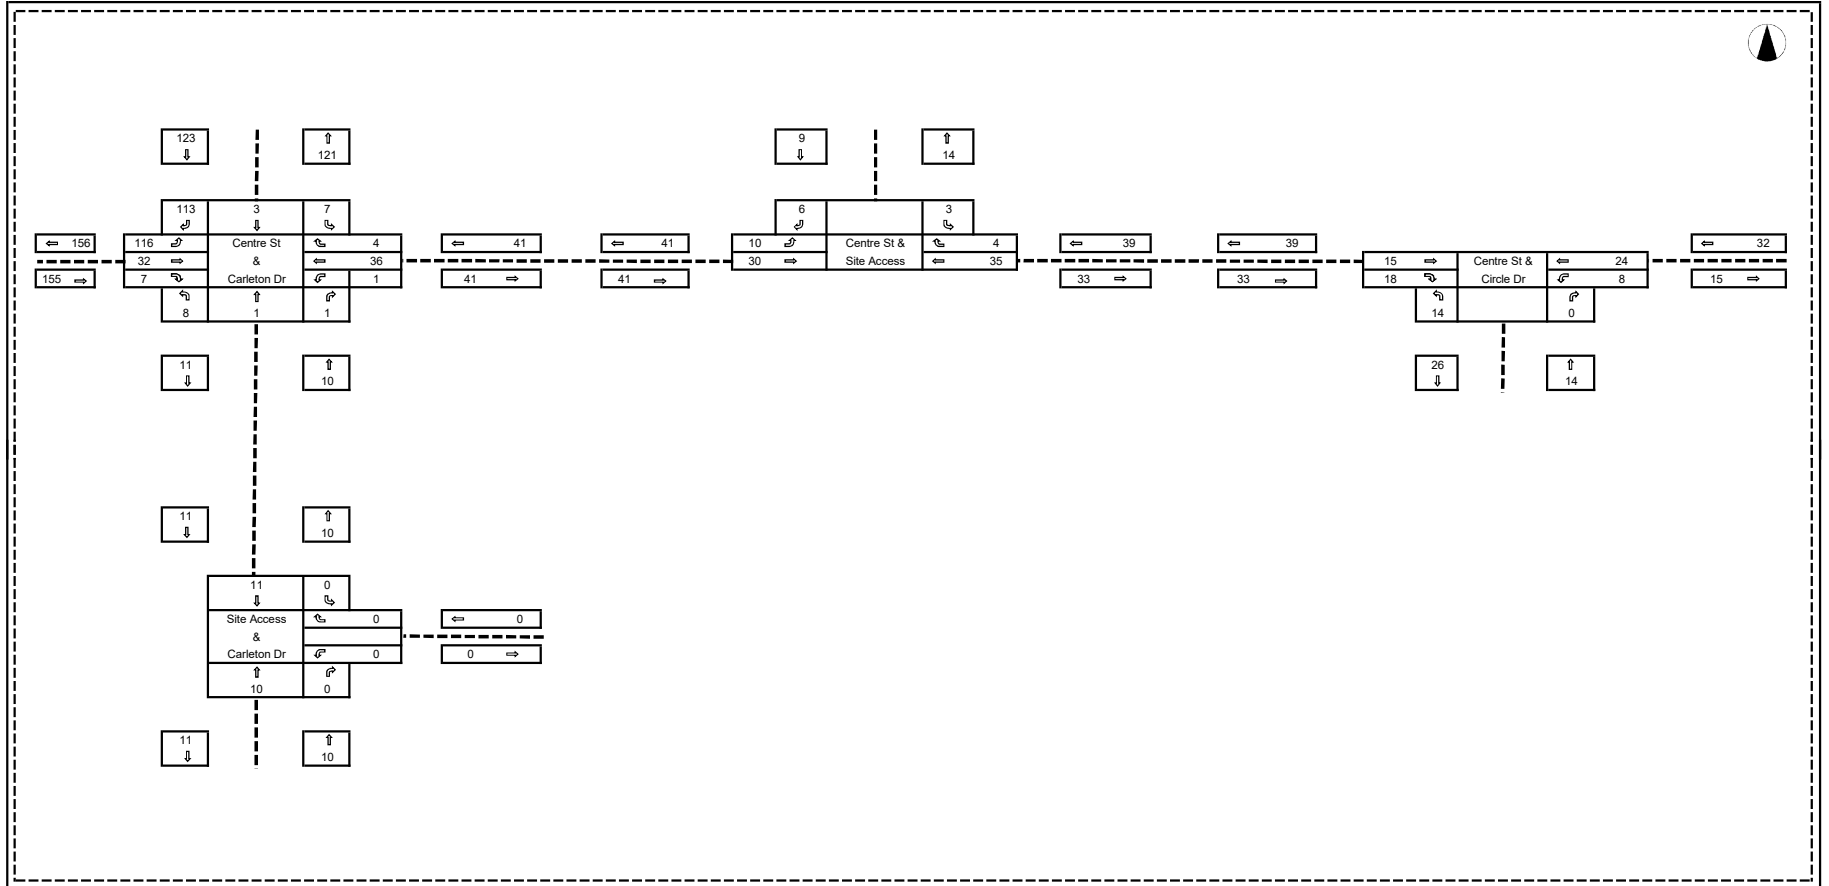 123 121 9 14
113 3 7 6 3
156 116 Centre St 4 41 41 10 Centre St & 4 39 39 32
32 & 36 30 Site Access 35 15 Centre St & 24
155 7 Carleton Dr 1 41 41 33 33 18 Circle Dr 8 15
8 1 1 14 0
11 10 26 14
11 10
11 0
Site Access 0 0
&
Carleton Dr 0 0
10 0
11 10